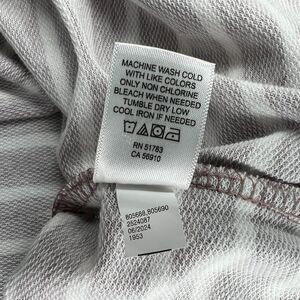 MACHINE WASH COLD
WITH LIKE COLORS
ONLY NON CHLORINE
BLEACH WHEN NEEDED
TUMBLE DRY LOW
COOL IRON IF NEEDED
RN 51783
CA 56910
805688,805690
2524087
06/2024
1953